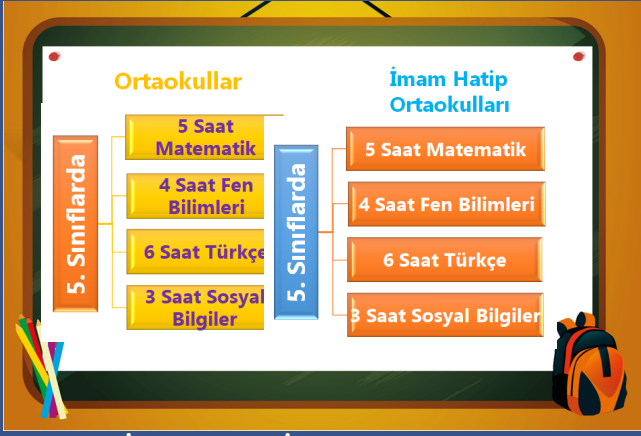 Ortaokullar
5. Sınıflarda
5 Saat
Matematik
4 Saat Fen
Bilimleri
6 Saat Türkçe
3 Saat Sosyal
Bilgiler
İmam Hatip
Ortaokulları
5. Sınıflarda
5 Saat Matematik
4 Saat Fen Bilimleri
6 Saat Türkçe
3 Saat Sosyal Bilgiler